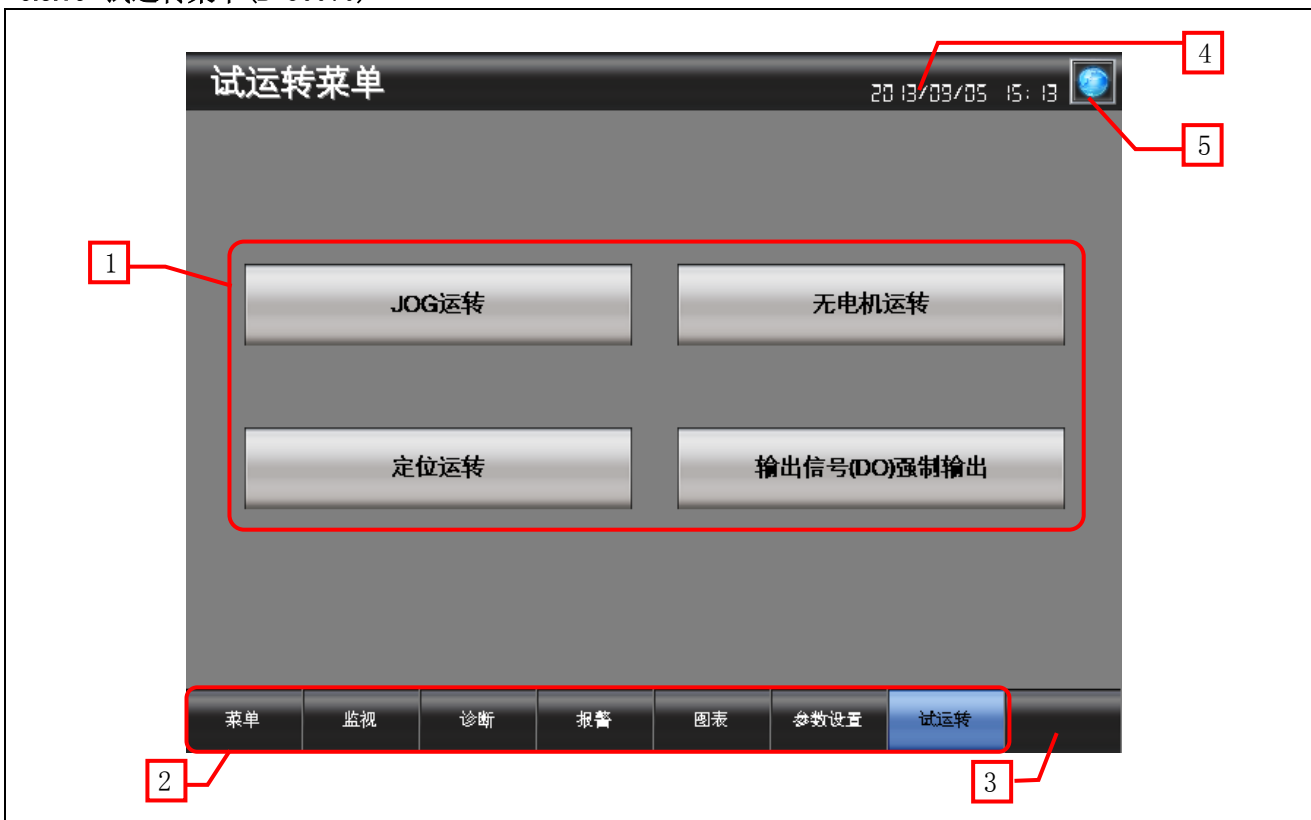 试运转菜单
2013/09/05 15:13
4
5
1
JOG运转
无电机运转
定位运转
输出信号(DO)强制输出
菜单
监视
诊断
报警
图表
参数设置
试运转
2
3